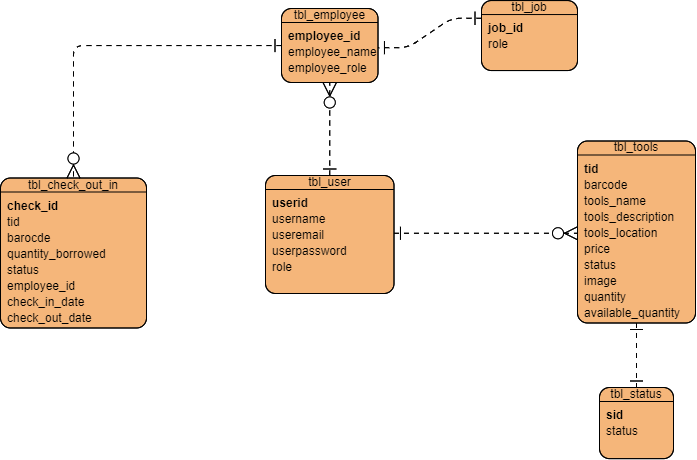 tbl_employee
employee_id
employee_name
employee_role
tbl_job
job_id
role
tbl_check_out_in
check_id
tid
barocde
quantity_borrowed
status
employee_id
check_in_date
check_out_date
tbl_user
userid
username
useremail
userpassword
role
tbl_tools
tid
barcode
tools_name
tools_description
tools_location
price
status
image
quantity
available_quantity
tbl_status
sid
status